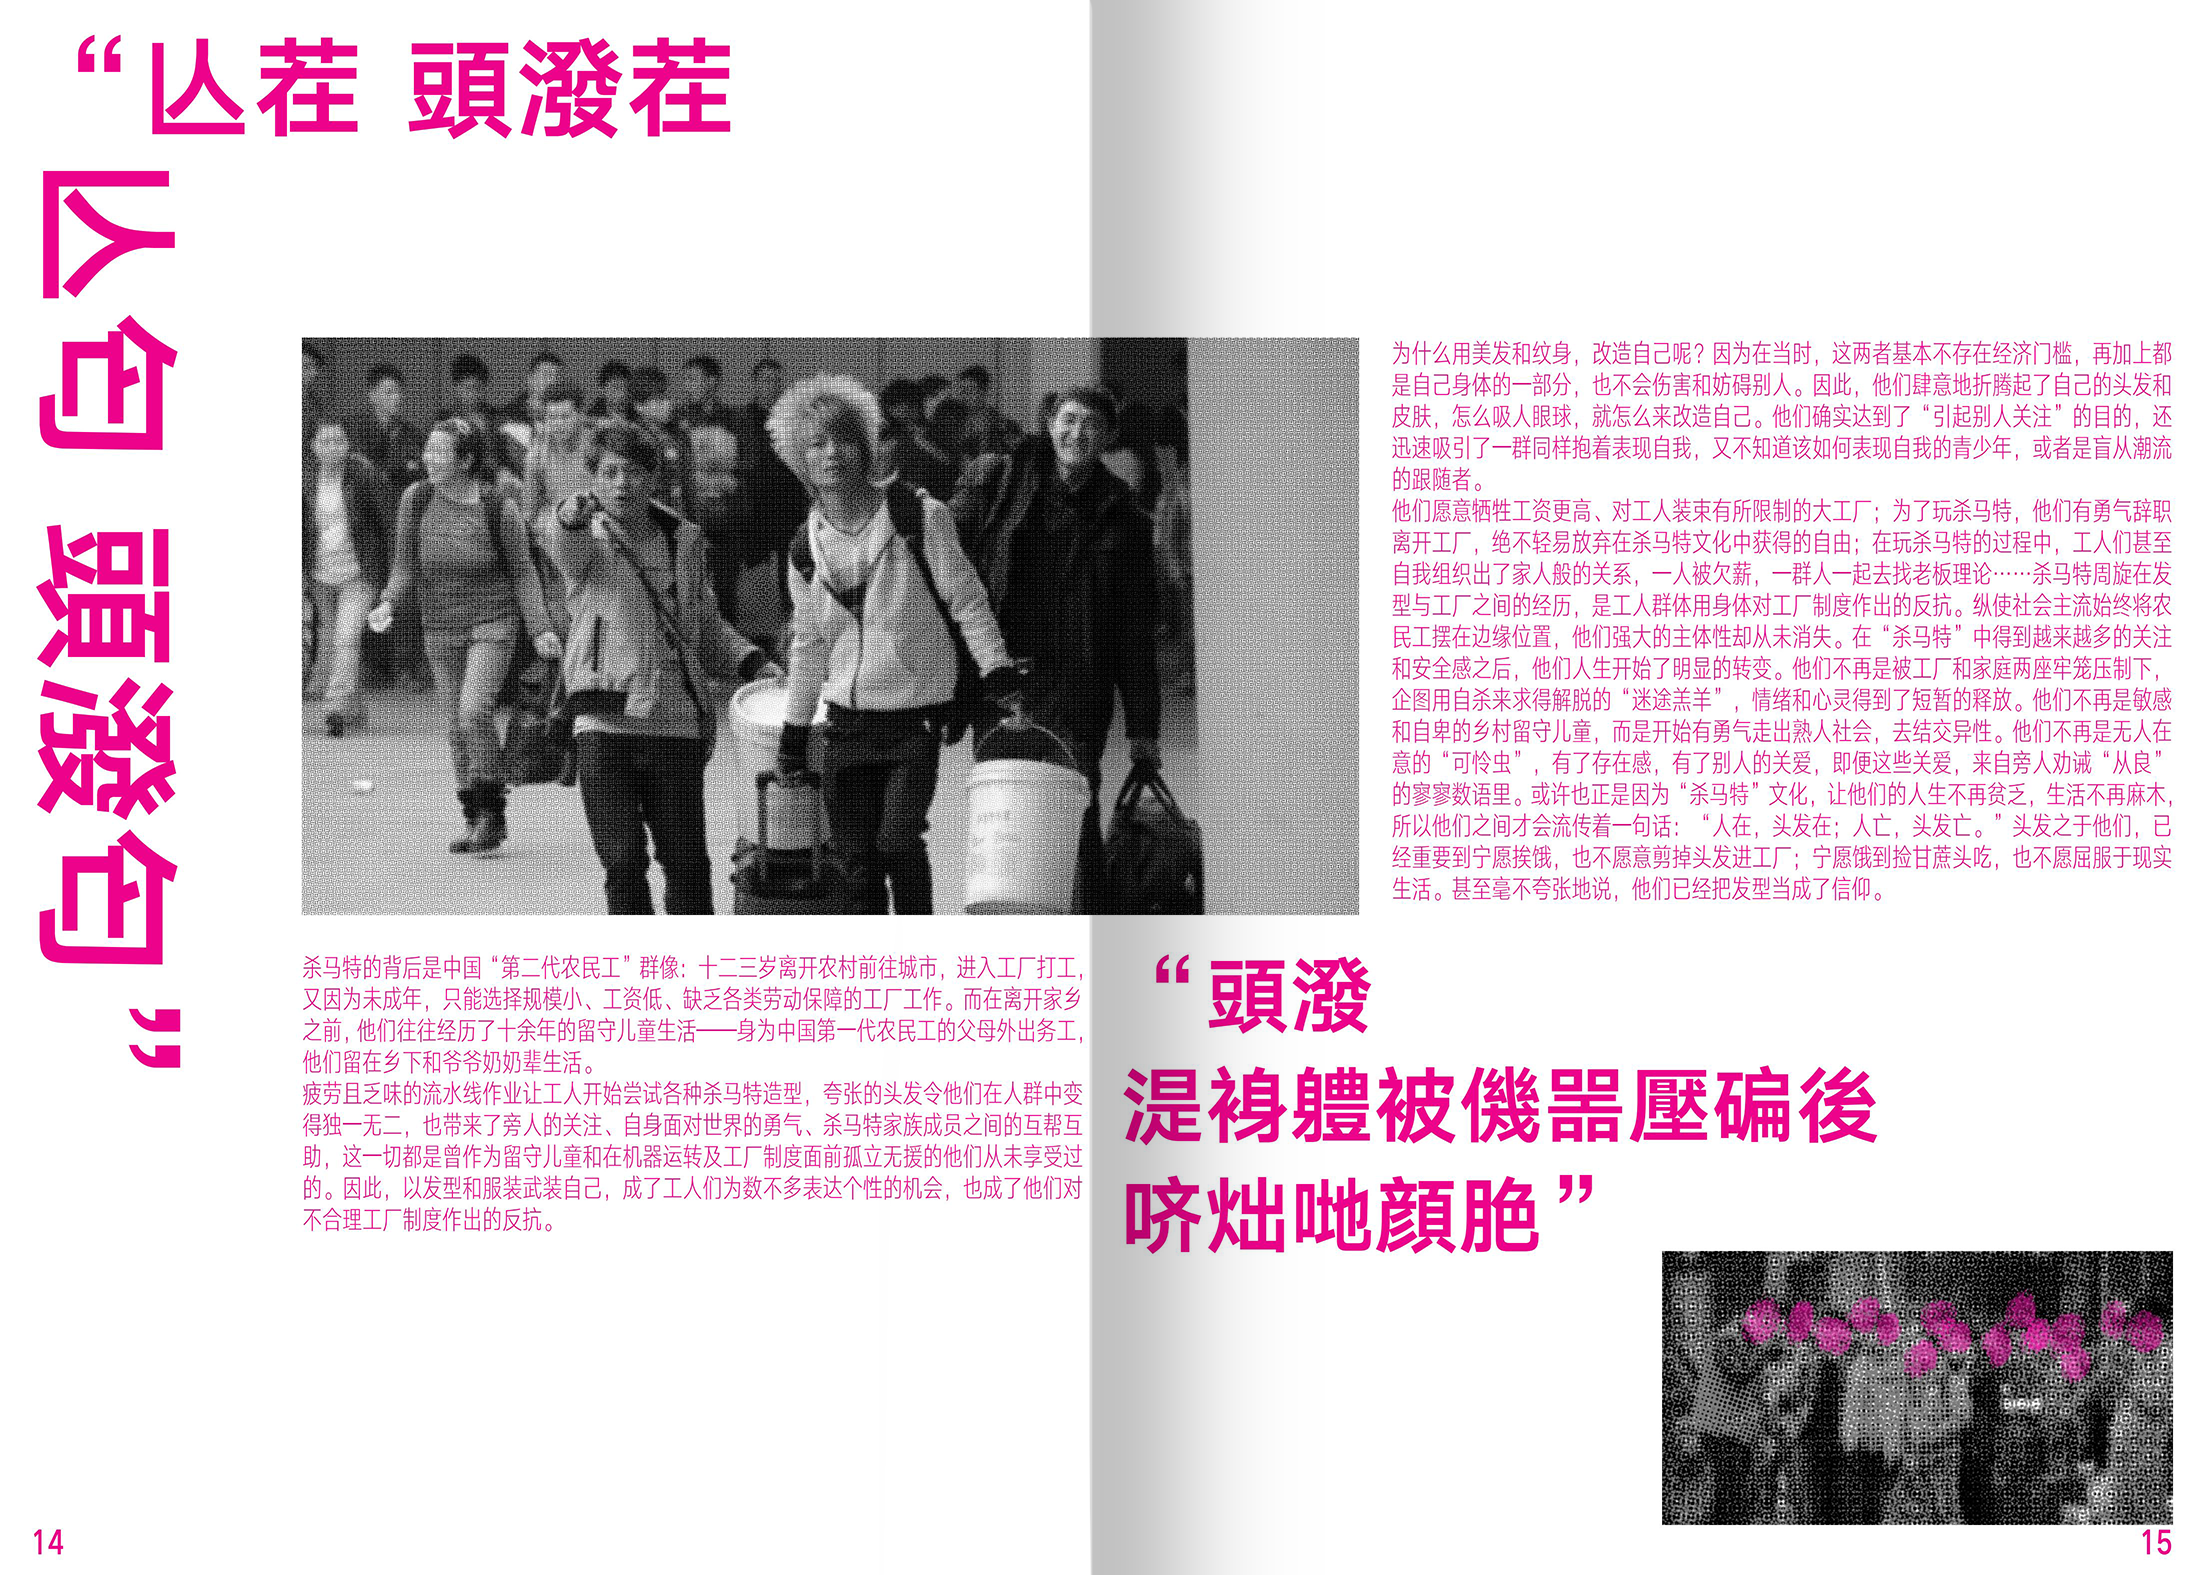 “亾茬 頭潑茬
亾匄 頭潑匄”
杀马特的背后是中国“第二代农民工”群像：十二三岁离开农村前往城市，进入工厂打工，
又因为未成年，只能选择规模小、工资低、缺乏各类劳动保障的工厂工作。而在离开家乡
之前，他们往往经历了十余年的留守儿童生活——身为中国第一代农民工的父母外出务工，
他们留在乡下和爷爷奶奶辈生活。
疲劳且乏味的流水线作业让工人开始尝试各种杀马特造型，夸张的头发令他们在人群中变
得独一无二，也带来了旁人的关注、自身面对世界的勇气、杀马特家族成员之间的互帮互
助，这一切都是曾作为留守儿童和在机器运转及工厂制度面前孤立无援的他们从未享受过
的。因此，以发型和服装武装自己，成了工人们为数不多表达个性的机会，也成了他们对
不合理工厂制度作出的反抗。
14
为什么用美发和纹身，改造自己呢？因为在当时，这两者基本不存在经济门槛，再加上都
是自己身体的一部分，也不会伤害和妨碍别人。因此，他们肆意地折腾起了自己的头发和
皮肤，怎么吸人眼球，就怎么来改造自己。他们确实达到了“引起别人关注”的目的，还
迅速吸引了一群同样抱着表现自我，又不知道该如何表现自我的青少年，或者是盲从潮流
的跟随者。
他们愿意牺牲工资更高、对工人装束有所限制的大工厂；为了玩杀马特，他们有勇气辞职
离开工厂，绝不轻易放弃在杀马特文化中获得的自由；在玩杀马特的过程中，工人们甚至
自我组织出了家人般的关系，一人被欠薪，一群人一起去找老板理论……杀马特周旋在发
型与工厂之间的经历，是工人群体用身体对工厂制度作出的反抗。纵使社会主流始终将农
民工摆在边缘位置，他们强大的主体性却从未消失。在“杀马特”中得到越来越多的关注
和安全感之后，他们人生开始了明显的转变。他们不再是被工厂和家庭两座牢笼压制下，
企图用自杀来求得解脱的“迷途羔羊”，情绪和心灵得到了短暂的释放。他们不再是敏感
和自卑的乡村留守儿童，而是开始有勇气走出熟人社会，去结交异性。他们不再是无人在
意的“可怜虫”，有了存在感，有了别人的关爱，即便这些关爱，来自旁人劝诫“从良”
的寥寥数语里。或许也正是因为“杀马特”文化，让他们的人生不再贫乏，生活不再麻木，
所以他们之间才会流传着一句话：“人在，头发在；人亡，头发亡。”头发之于他们，已
经重要到宁愿挨饿，也不愿意剪掉头发进工厂；宁愿饿到捡甘蔗头吃，也不愿屈服于现实
生活。甚至毫不夸张地说，他们已经把发型当成了信仰。
“頭潑
湜裑軆被僟噐壓碥後
哜炪哋顔脃”
15